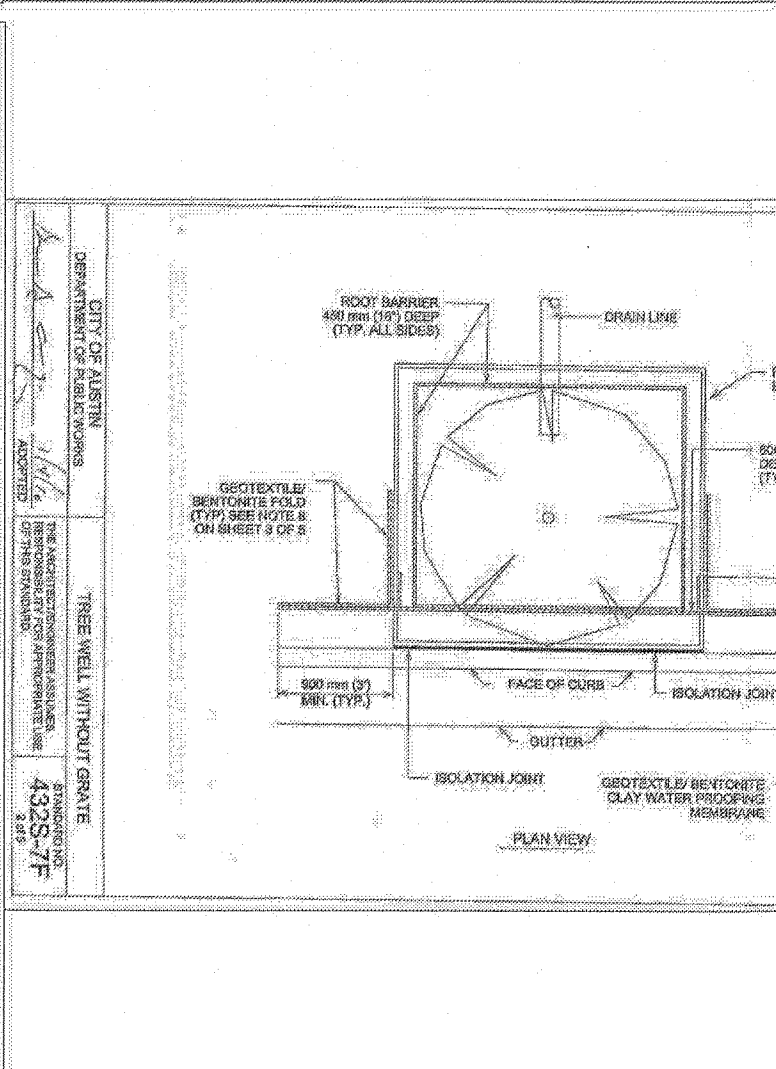 ROOT BARRIER
450 mm (18") DEEP
(TYP. ALL SIDES)
DRAIN LINE
GEOTEXTILE/
BENTONITE FOLD
(TYP) SEE NOTE 8
ON SHEET 3 OF 5
900 mm (3')
MIN. (TYP.)
FACE OF CURB
ISOLATION JOINT
GUTTER
ISOLATION JOINT
GEOTEXTILE/ BENTONITE
CLAY WATER PROOFING
MEMBRANE
PLAN VIEW
CITY OF AUSTIN
DEPARTMENT OF PUBLIC WORKS
ADOPTED
TREE WELL WITHOUT GRATE
THE ARCHITECT/ENGINEER ASSUMES
RESPONSIBILITY FOR APPROPRIATE USE
OF THIS STANDARD.
STANDARD NO.
432S-7F
2 of 5